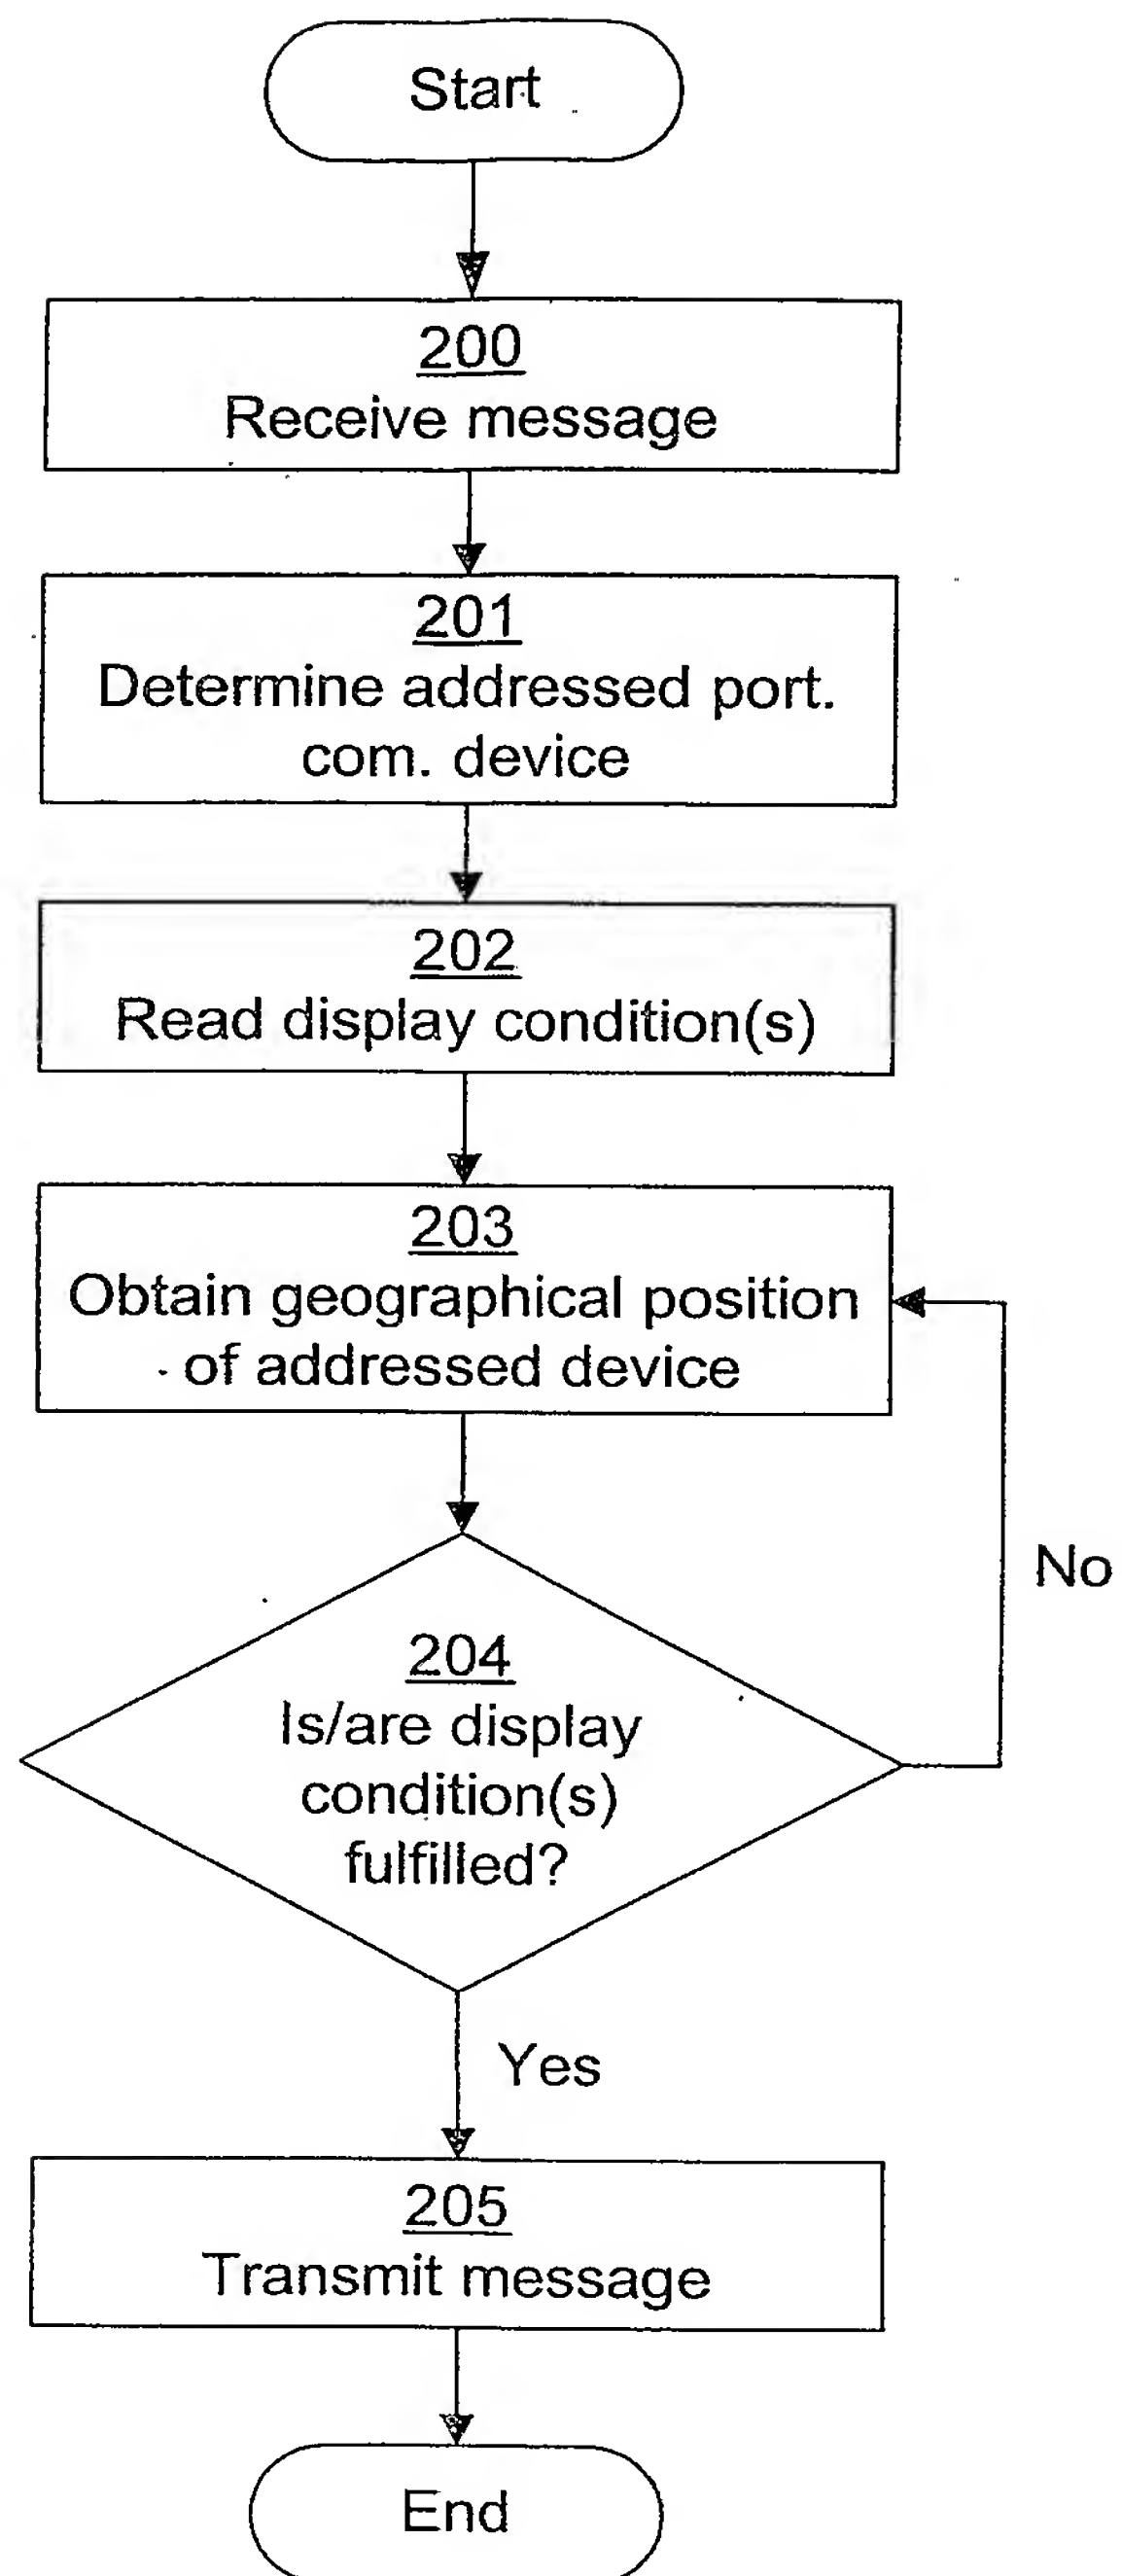 Start
200
Receive message
201
Determine addressed port.
com. device
202
Read display condition(s)
203
Obtain geographical position
of addressed device
204
Is/are display
condition(s)
fulfilled?
No
Yes
205
Transmit message
End